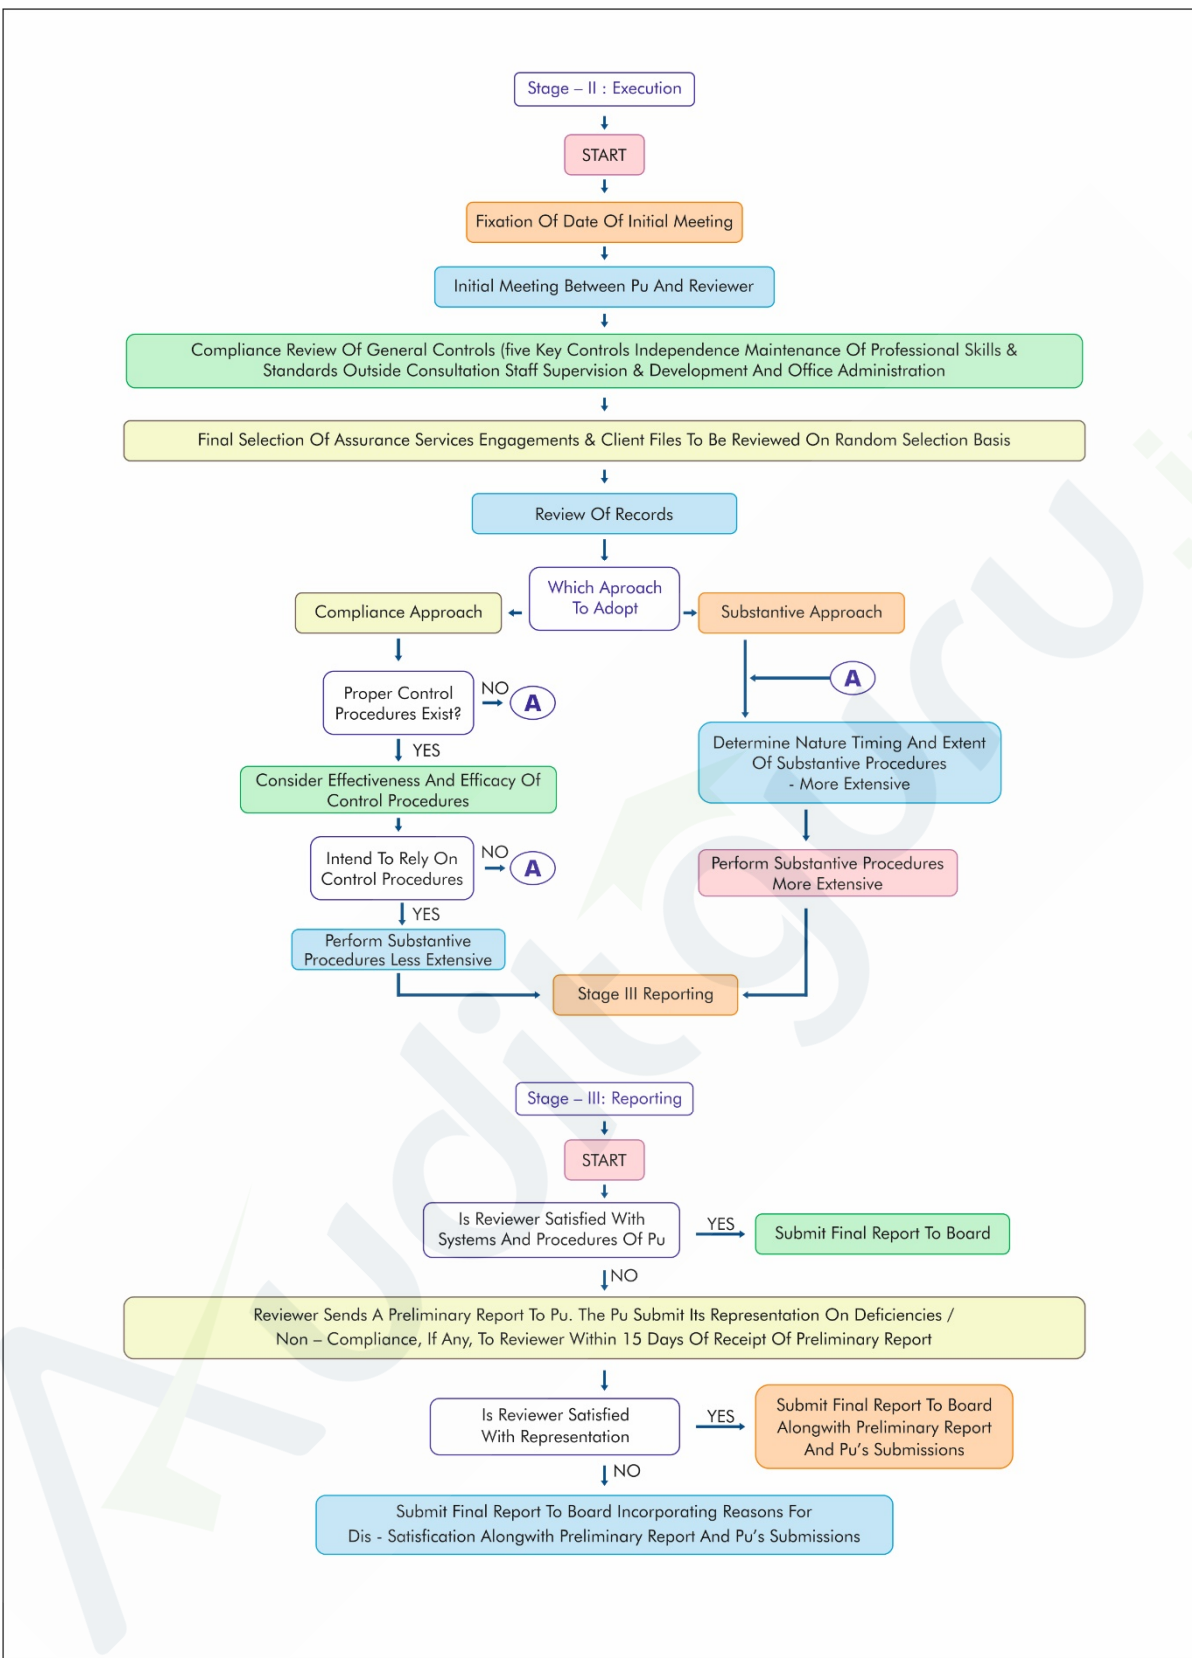 Stage – II : Execution
START
Fixation Of Date Of Initial Meeting
Initial Meeting Between Pu And Reviewer
Compliance Review Of General Controls (five Key Controls Independence Maintenance Of Professional Skills &
Standards Outside Consultation Staff Supervision & Development And Office Administration
Final Selection Of Assurance Services Engagements & Client Files To Be Reviewed On Random Selection Basis
Review Of Records
Which Aproach
To Adopt
Compliance Approach
Substantive Approach
Proper Control
Procedures Exist?
NO
A
A
YES
Determine Nature Timing And Extent
Of Substantive Procedures
- More Extensive
Consider Effectiveness And Efficacy Of
Control Procedures
Intend To Rely On
Control Procedures
NO
A
Perform Substantive Procedures
More Extensive
YES
Perform Substantive
Procedures Less Extensive
Stage III Reporting
Stage – III: Reporting
START
Is Reviewer Satisfied With
Systems And Procedures Of Pu
YES
Submit Final Report To Board
NO
Reviewer Sends A Preliminary Report To Pu. The Pu Submit Its Representation On Deficiencies /
Non – Compliance, If Any, To Reviewer Within 15 Days Of Receipt Of Preliminary Report
Is Reviewer Satisfied
With Representation
YES
Submit Final Report To Board
Alongwith Preliminary Report
And Pu's Submissions
NO
Submit Final Report To Board Incorporating Reasons For
Dis - Satisfication Alongwith Preliminary Report And Pu's Submissions
Auditguru